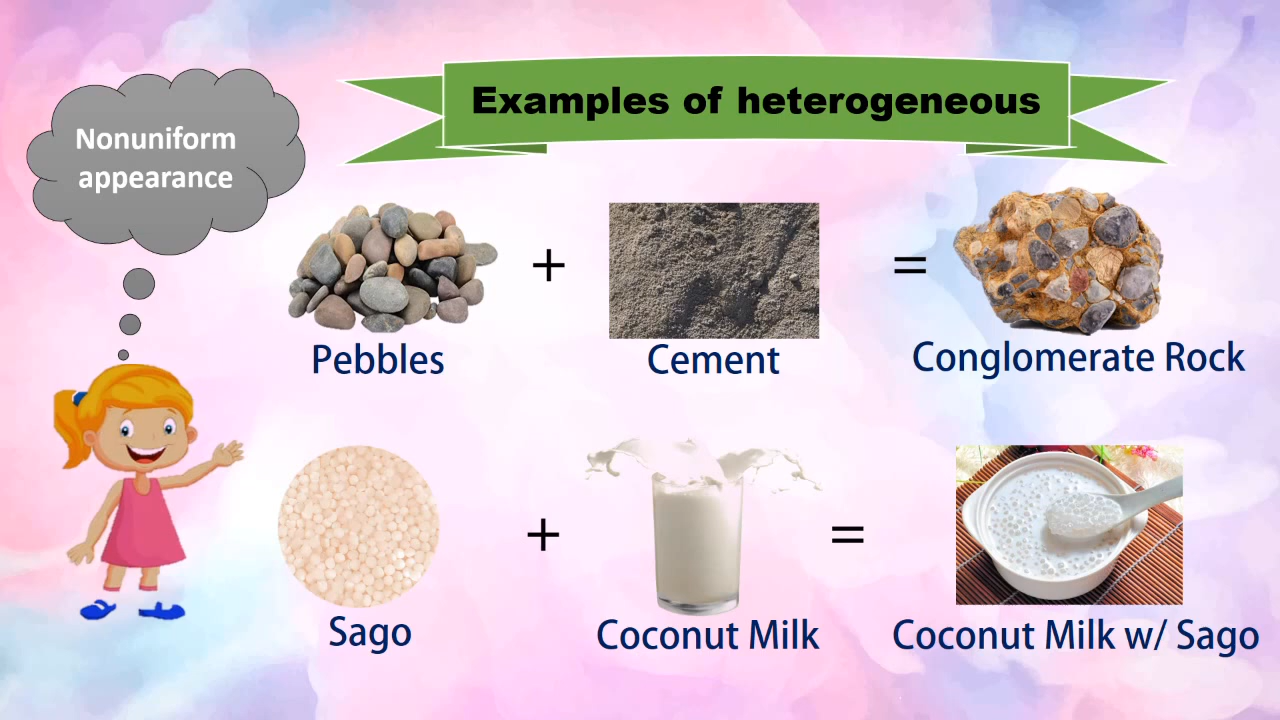 Examples of heterogeneous
Nonuniform
appearance
+
=
Pebbles
Cement
Conglomerate Rock
+
=
Sago
Coconut Milk
Coconut Milk w/ Sago